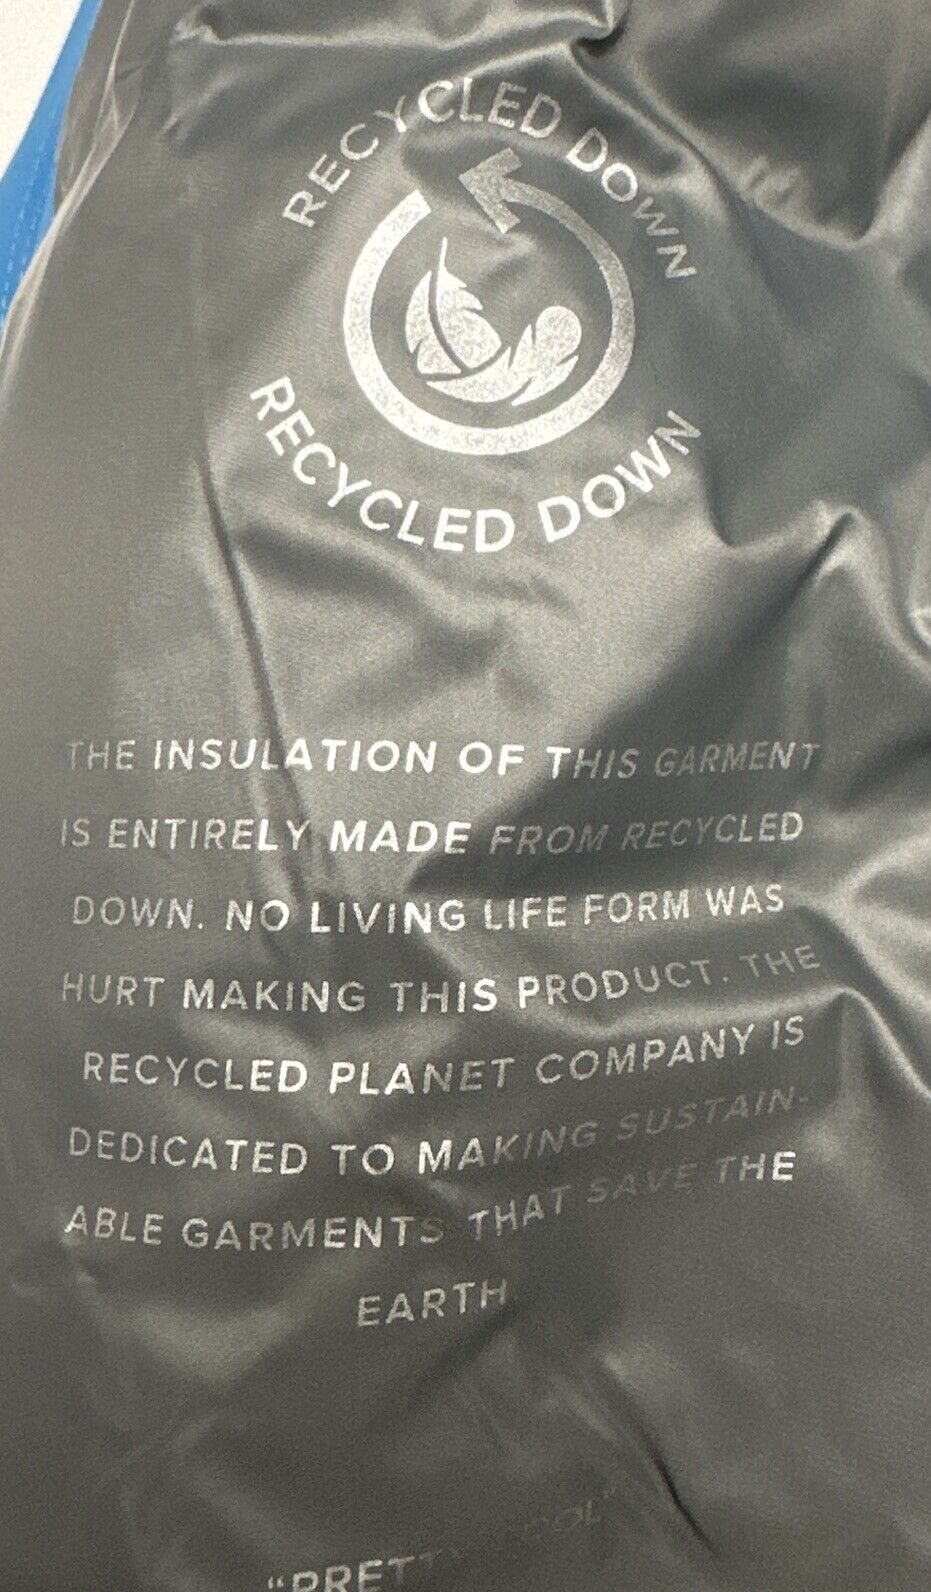 RECYCLED DOWN
RECYCLED DOWN
THE INSULATION OF THIS GARMENT
IS ENTIRELY MADE FROM RECYCLED
DOWN. NO LIVING LIFE FORM WAS
HURT MAKING THIS PRODUCT. THE
RECYCLED PLANET COMPANY IS
DEDICATED TO MAKING SUSTAIN-
ABLE GARMENTS THAT SAVE THE
EARTH
"PRETTY